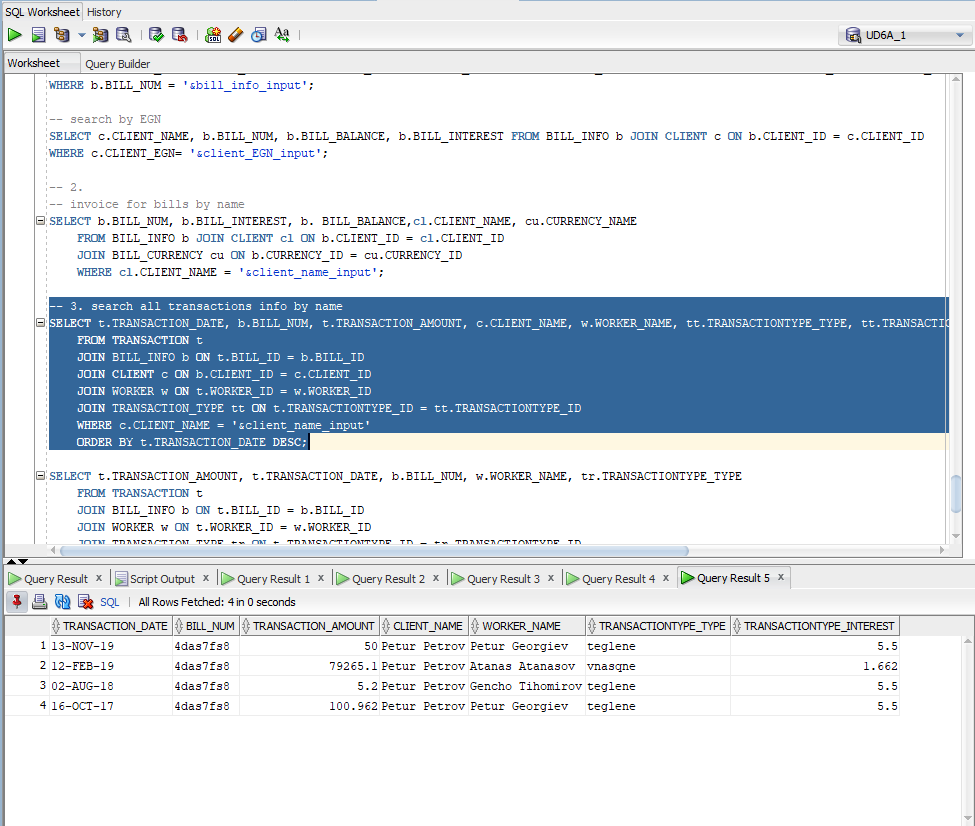 SQL Worksheet History
UD6A_1
Worksheet Query Builder
WHERE b.BILL_NUM = '&bill_info_input';
-- search by EGN
SELECT c.CLIENT_NAME, b.BILL_NUM, b.BILL_BALANCE, b.BILL_INTEREST FROM BILL_INFO b JOIN CLIENT c ON b.CLIENT_ID = c.CLIENT_ID
WHERE c.CLIENT_EGN= '&client_EGN_input';
-- 2.
-- invoice for bills by name
SELECT b.BILL_NUM, b.BILL_INTEREST, b. BILL_BALANCE,cl.CLIENT_NAME, cu.CURRENCY_NAME
FROM BILL_INFO b JOIN CLIENT cl ON b.CLIENT_ID = cl.CLIENT_ID
JOIN BILL_CURRENCY cu ON b.CURRENCY_ID = cu.CURRENCY_ID
WHERE cl.CLIENT_NAME = '&client_name_input';
-- 3. search all transactions info by name
SELECT t.TRANSACTION_DATE, b.BILL_NUM, t.TRANSACTION_AMOUNT, c.CLIENT_NAME, w.WORKER_NAME, tt.TRANSACTIONTYPE_TYPE, tt.TRANSACTIO
FROM TRANSACTION t
JOIN BILL_INFO b ON t.BILL_ID = b.BILL_ID
JOIN CLIENT c ON b.CLIENT_ID = c.CLIENT_ID
JOIN WORKER w ON t.WORKER_ID = w.WORKER_ID
JOIN TRANSACTION_TYPE tt ON t.TRANSACTIONTYPE_ID = tt.TRANSACTIONTYPE_ID
WHERE c.CLIENT_NAME = '&client_name_input'
ORDER BY t.TRANSACTION_DATE DESC;
SELECT t.TRANSACTION_AMOUNT, t.TRANSACTION_DATE, b.BILL_NUM, w.WORKER_NAME, tr.TRANSACTIONTYPE_TYPE
FROM TRANSACTION t
JOIN BILL_INFO b ON t.BILL_ID = b.BILL_ID
JOIN WORKER w ON t.WORKER_ID = w.WORKER_ID
JOIN TRANSACTION_TYPE tr ON t.TRANSACTIONTYPE_ID = tr.TRANSACTIONTYPE_ID
Query Result x Script Output x Query Result 1 x Query Result 2 x Query Result 3 x Query Result 4 x Query Result 5 x
SQL | All Rows Fetched: 4 in 0 seconds
TRANSACTION_DATE BILL_NUM TRANSACTION_AMOUNT CLIENT_NAME WORKER_NAME TRANSACTIONTYPE_TYPE TRANSACTIONTYPE_INTEREST
1 13-NOV-19 4das7fs8 50 Petur Petrov Petur Georgiev teglene 5.5
2 12-FEB-19 4das7fs8 79265.1 Petur Petrov Atanas Atanasov vnasqne 1.662
3 02-AUG-18 4das7fs8 5.2 Petur Petrov Gencho Tihomirov teglene 5.5
4 16-OCT-17 4das7fs8 100.962 Petur Petrov Petur Georgiev teglene 5.5